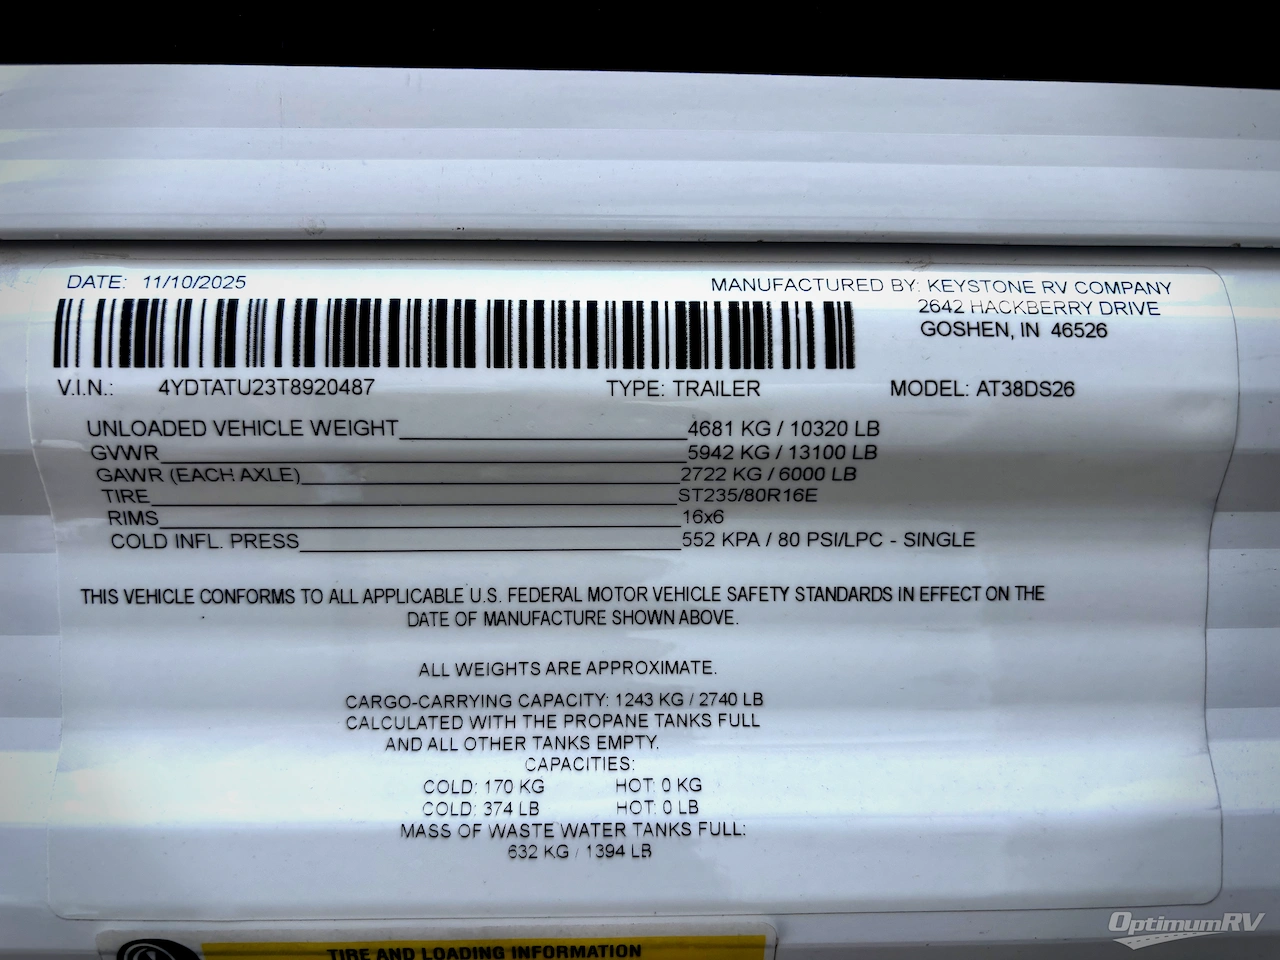 DATE: 11/10/2025
MANUFACTURED BY: KEYSTONE RV COMPANY
2642 HACKBERRY DRIVE
GOSHEN, IN 46526
V.I.N.: 4YDTATU23T8920487 TYPE: TRAILER MODEL: AT38DS26
UNLOADED VEHICLE WEIGHT 4681 KG / 10320 LB
GVWR 5942 KG / 13100 LB
GAWR (EACH AXLE) 2722 KG / 6000 LB
TIRE ST235/80R16E
RIMS 16x6
COLD INFL. PRESS 552 KPA / 80 PSI/LPC - SINGLE
THIS VEHICLE CONFORMS TO ALL APPLICABLE U.S. FEDERAL MOTOR VEHICLE SAFETY STANDARDS IN EFFECT ON THE
DATE OF MANUFACTURE SHOWN ABOVE.
ALL WEIGHTS ARE APPROXIMATE.
CARGO-CARRYING CAPACITY: 1243 KG / 2740 LB
CALCULATED WITH THE PROPANE TANKS FULL
AND ALL OTHER TANKS EMPTY.
CAPACITIES:
COLD: 170 KG HOT: 0 KG
COLD: 374 LB HOT: 0 LB
MASS OF WASTE WATER TANKS FULL:
632 KG / 1394 LB
TIRE AND LOADING INFORMATION
OptimumRV